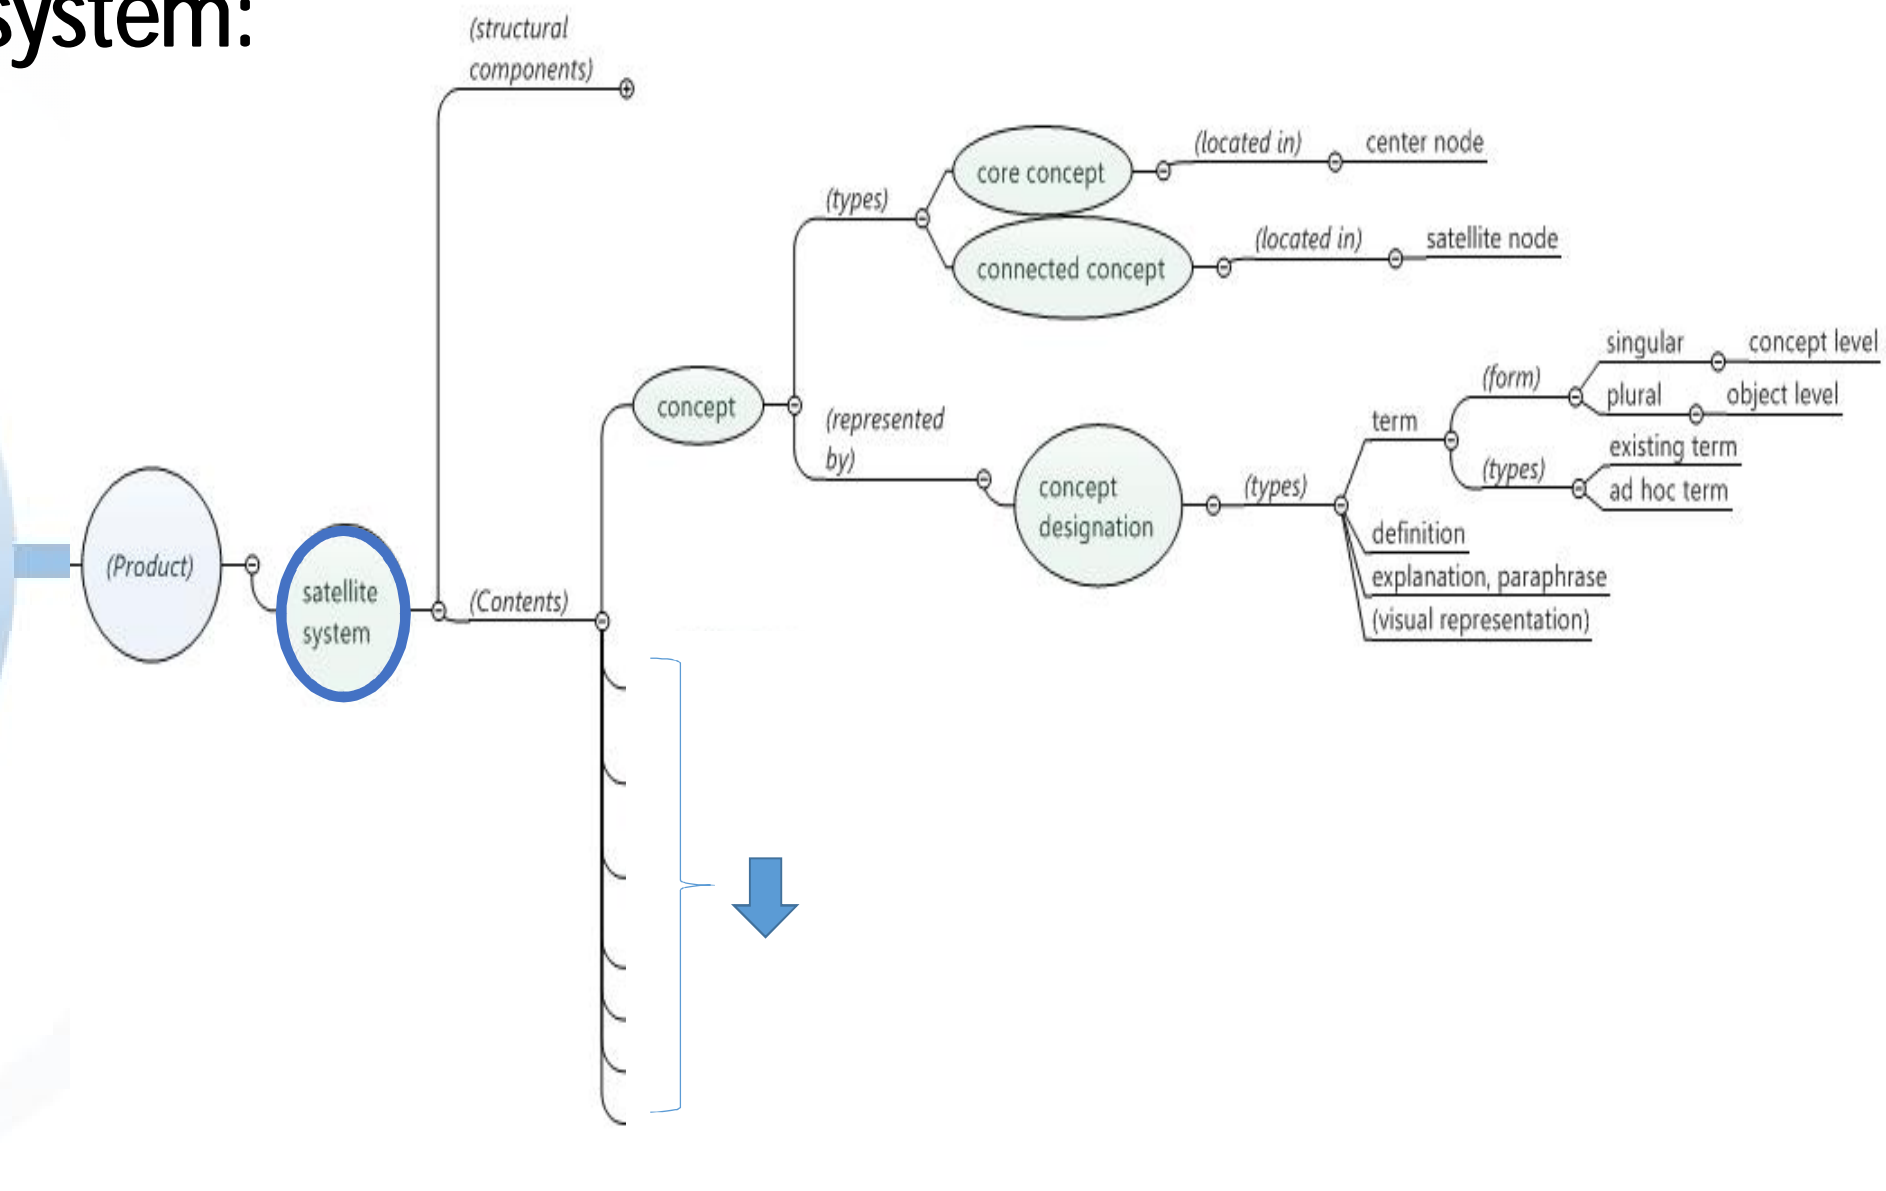 system:
(structural
components)
core concept
(located in)
center node
(types)
connected concept
(located in)
satellite node
concept
(represented
by)
concept
designation
(types)
term
(form)
singular
concept level
plural
object level
(types)
existing term
ad hoc term
definition
explanation, paraphrase
(visual representation)
(Product)
satellite
system
(Contents)